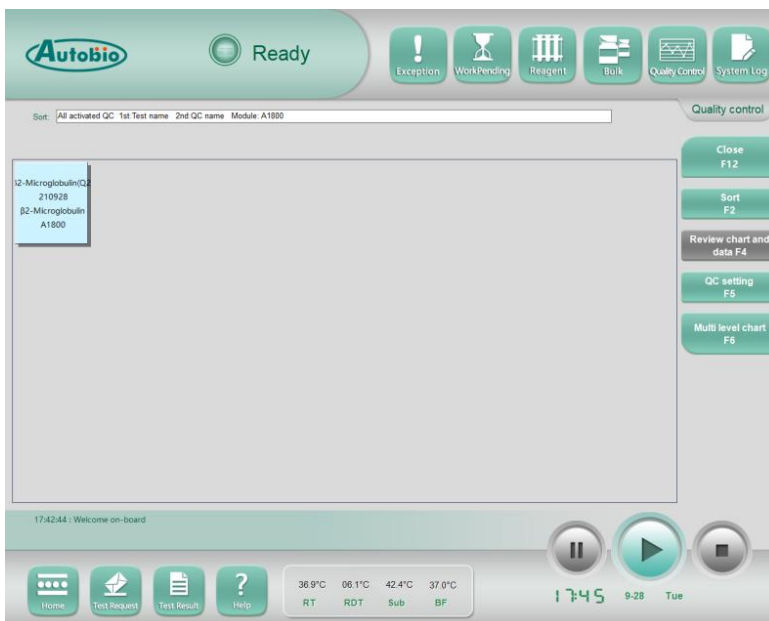 Autobio
Ready
Exception
WorkPending
Reagent
Bulk
Quality Control
System Log
Sort: All activated QC 1st:Test name 2nd:QC name Module: A1800
Quality control
Close
F12
Sort
F2
Review chart and
data F4
QC setting
F5
Multi level chart
F6
β2-Microglobulin(Q2
210928
β2-Microglobulin
A1800
17:42:44 : Welcome on-board
Home
Test Request
Test Result
?
Help
36.9°C 06.1°C 42.4°C 37.0°C
RT RDT Sub BF
17:45 9-28 Tue